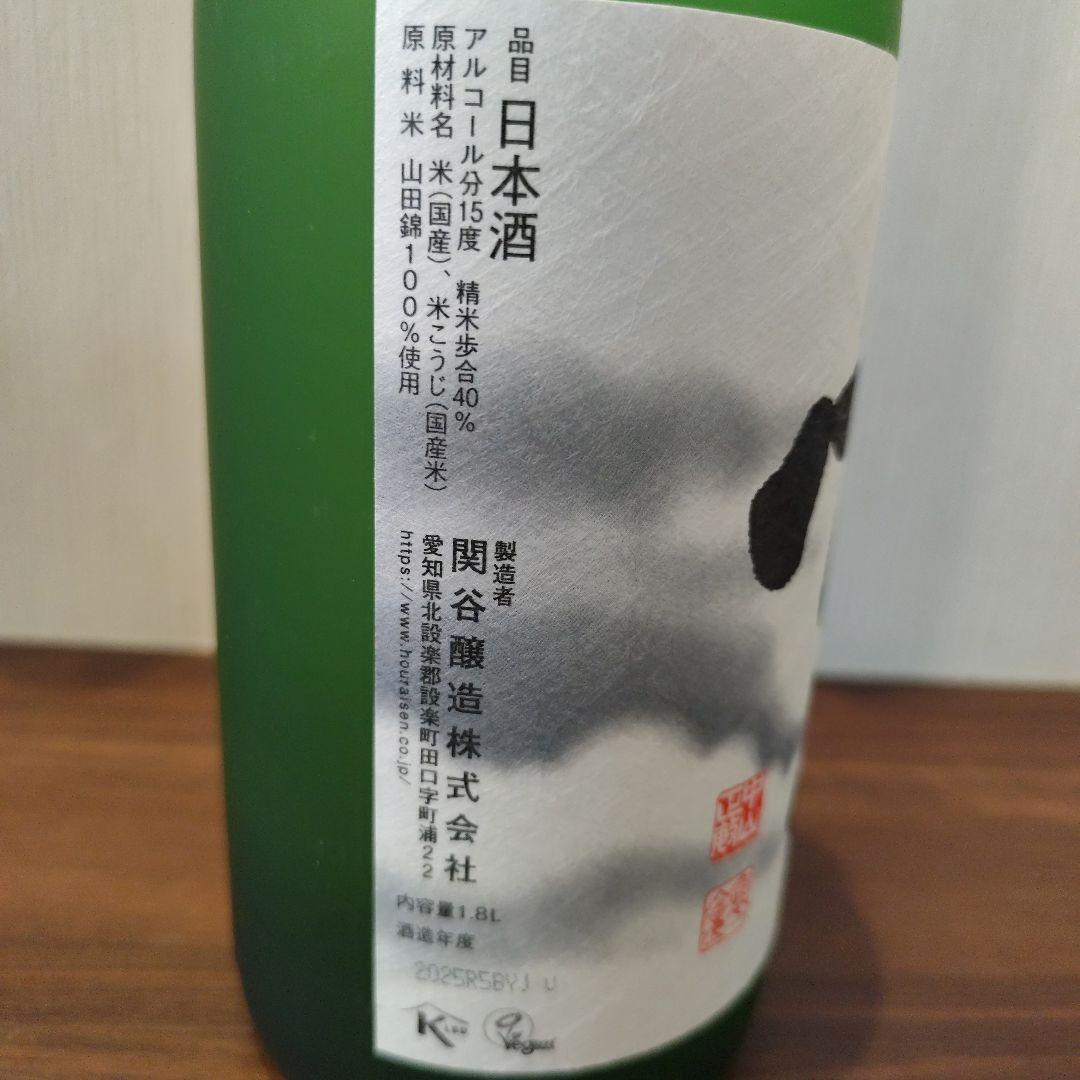 品目 日本酒
アルコール分15度 精米歩合40%
原材料名 米(国産)、米こうじ(国産米)
原料米 山田錦100%使用
製造者
関谷醸造株式会社
愛知県北設楽郡設楽町田口字町浦22
https://www.houraisen.co.jp/
内容量1.8L
酒造年度
2025R5BYJ U
K
Vegan